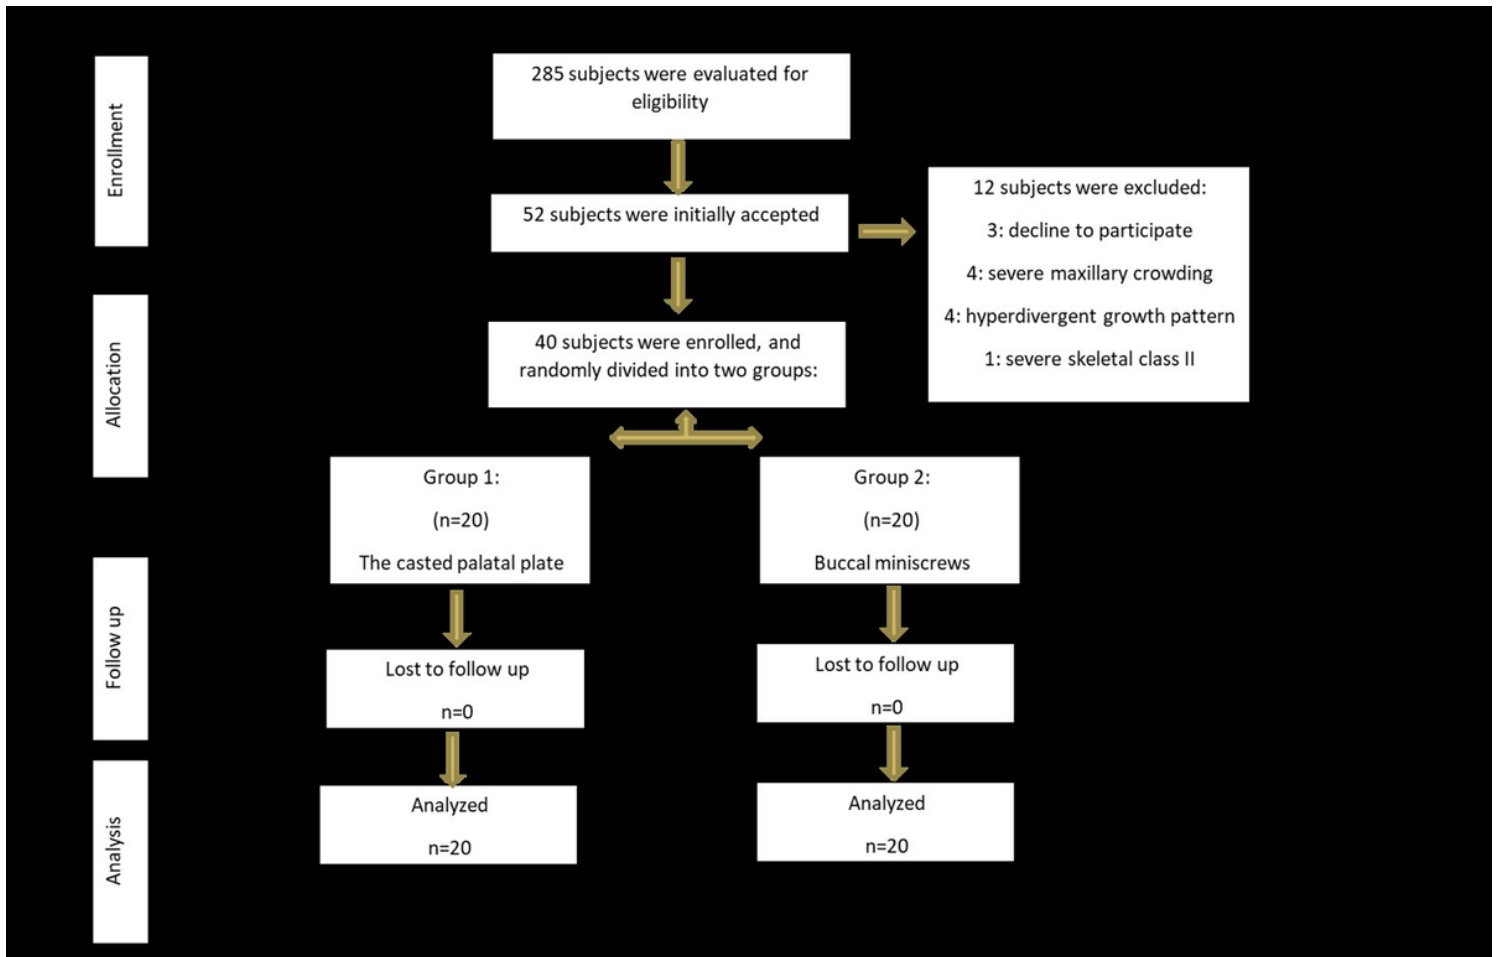 Enrollment
285 subjects were evaluated for
eligibility
52 subjects were initially accepted
12 subjects were excluded:
3: decline to participate
4: severe maxillary crowding
4: hyperdivergent growth pattern
1: severe skeletal class II
Allocation
40 subjects were enrolled, and
randomly divided into two groups:
Group 1:
(n=20)
The casted palatal plate
Group 2:
(n=20)
Buccal miniscrews
Follow up
Lost to follow up
n=0
Lost to follow up
n=0
Analysis
Analyzed
n=20
Analyzed
n=20